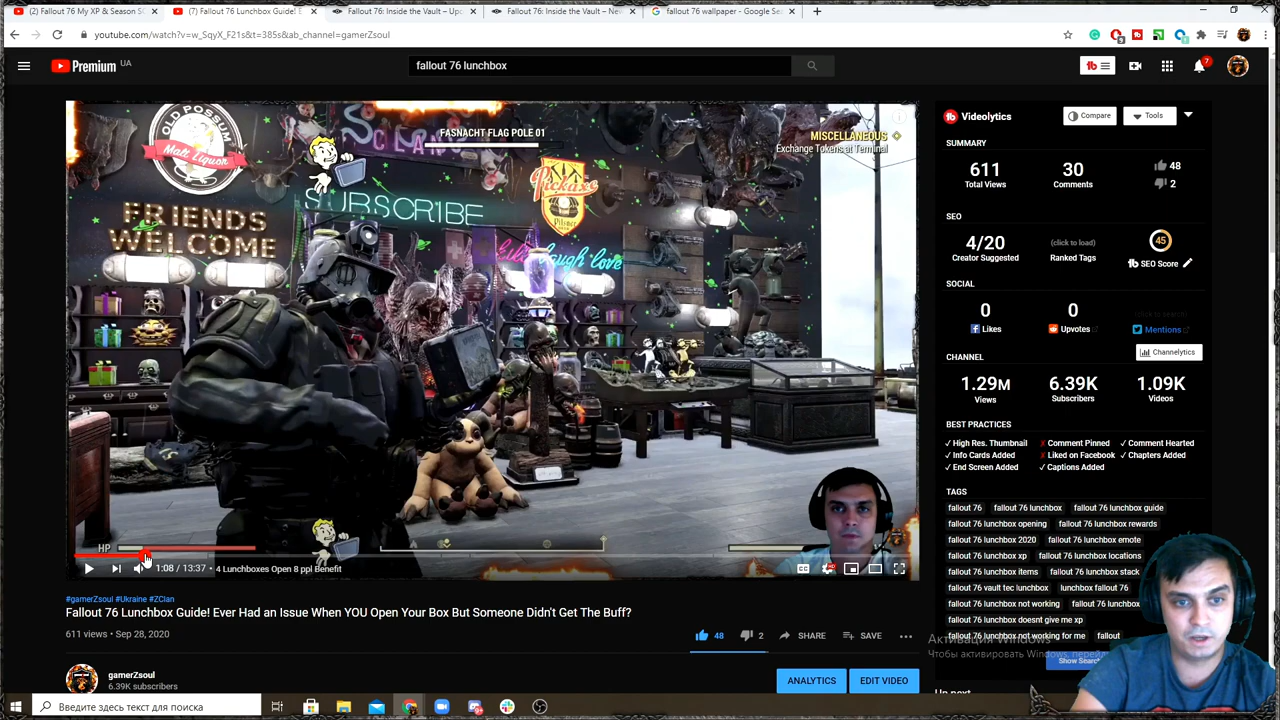 (2) Fallout 76 My XP & Season S
(7) Fallout 76 Lunchbox Guide! E
Fallout 76: Inside the Vault – Up
Fallout 76: Inside the Vault – Ne
fallout 76 wallpaper - Google Se
youtube.com/watch?v=w_SqyX_F21s&t=385s&ab_channel=gamerZsoul
Premium UA
fallout 76 lunchbox
7
OLD POSSUM
Malt Liquor
FASNACHT FLAG POLE 01
MISCELLANEOUS
Exchange Tokens at Terminal
Pickaxe
Pilsner
SUBSCRIBE
FRIENDS
WELCOME
live laugh love
HP
1:08 / 13:37 • 4 Lunchboxes Open 8 ppl Benefit
#gamerZsoul #Ukraine #ZClan
Fallout 76 Lunchbox Guide! Ever Had an Issue When YOU Open Your Box But Someone Didn't Get The Buff?
611 views • Sep 28, 2020
48 2 SHARE SAVE
gamerZsoul
6.39K subscribers
ANALYTICS EDIT VIDEO
Videolytics Compare Tools
SUMMARY
611 30 48
Total Views Comments 2
SEO
4/20 (click to load) 45
Creator Suggested Ranked Tags SEO Score
SOCIAL
0 0
Likes Upvotes Mentions
CHANNEL Channelytics
1.29M 6.39K 1.09K
Views Subscribers Videos
BEST PRACTICES
✓ High Res. Thumbnail ✗ Comment Pinned ✓ Comment Hearted
✓ Info Cards Added ✗ Liked on Facebook ✓ Chapters Added
✓ End Screen Added ✓ Captions Added
TAGS
fallout 76 fallout 76 lunchbox fallout 76 lunchbox guide
fallout 76 lunchbox opening fallout 76 lunchbox rewards
fallout 76 lunchbox 2020 fallout 76 lunchbox emote
fallout 76 lunchbox xp fallout 76 lunchbox locations
fallout 76 lunchbox items fallout 76 lunchbox stack
fallout 76 vault tec lunchbox lunchbox fallout 76
fallout 76 lunchbox not working fallout 76 lunchbox
fallout 76 lunchbox doesnt give me xp
fallout 76 lunchbox not working for me fallout
Активация Windows
Чтобы активировать Windows, перейд
Show Searc
Up next
Введите здесь текст для поиска